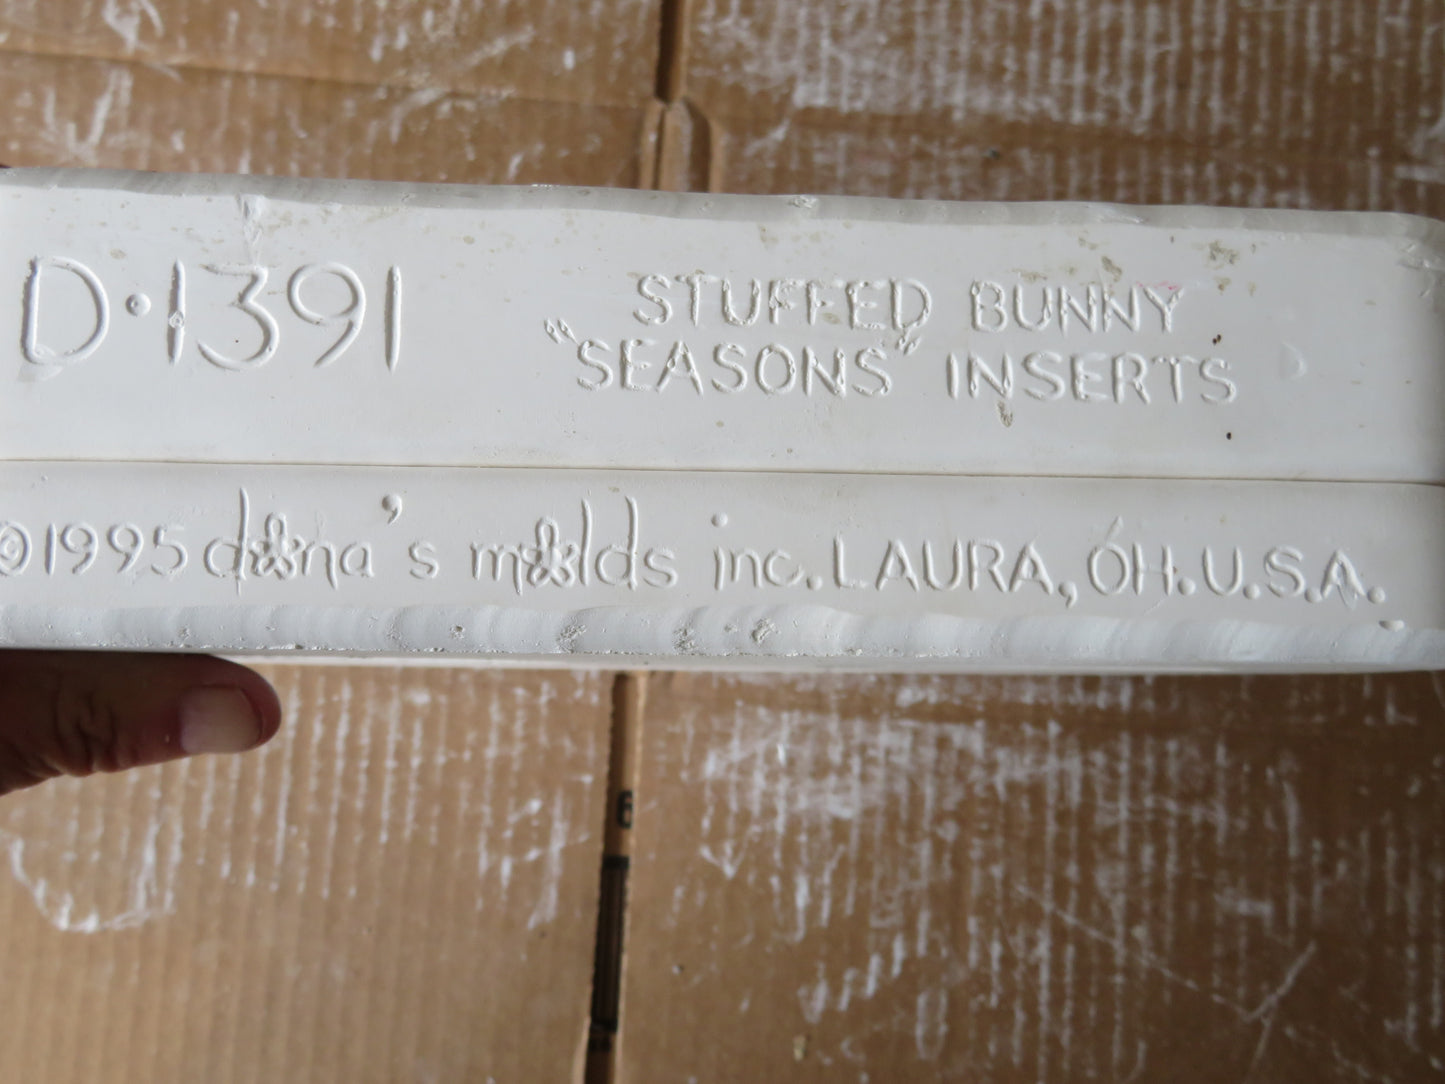 D·1391
STUFFED BUNNY
"SEASONS" INSERTS
©1995 dona's molds inc. LAURA, OH. U.S.A.